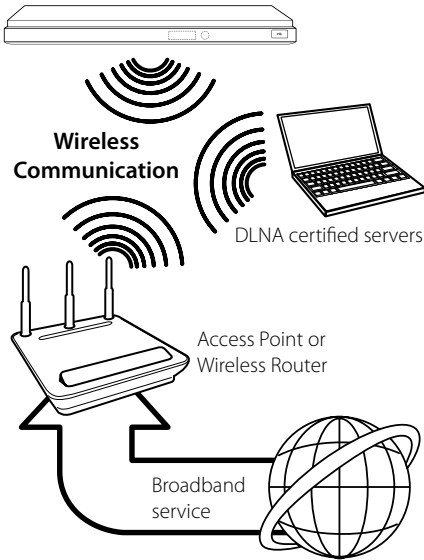 Wireless
Communication
DLNA certified servers
Access Point or
Wireless Router
Broadband
service